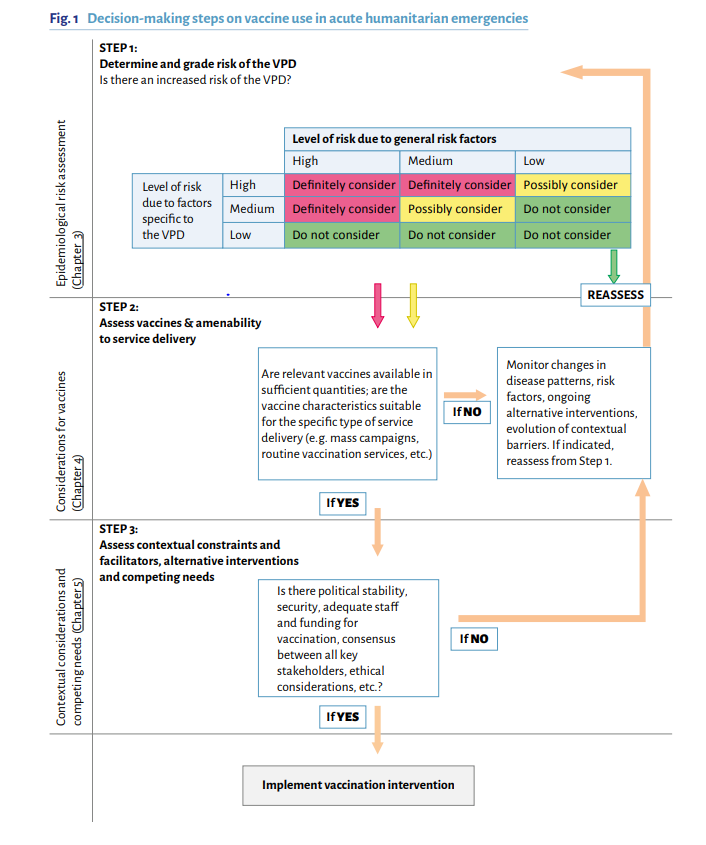 Fig. 1 Decision-making steps on vaccine use in acute humanitarian emergencies
STEP 1:
Determine and grade risk of the VPD
Is there an increased risk of the VPD?
Epidemiological risk assessment
(Chapter 3)
Level of risk due to general risk factors
High
Medium
Low
Level of risk
due to factors
specific to
the VPD
High
Definitely consider
Definitely consider
Possibly consider
Medium
Definitely consider
Possibly consider
Do not consider
Low
Do not consider
Do not consider
Do not consider
REASSESS
STEP 2:
Assess vaccines & amenability
to service delivery
Considerations for vaccines
(Chapter 4)
Are relevant vaccines available in
sufficient quantities; are the
vaccine characteristics suitable
for the specific type of service
delivery (e.g. mass campaigns,
routine vaccination services, etc.)
If NO
Monitor changes in
disease patterns, risk
factors, ongoing
alternative interventions,
evolution of contextual
barriers. If indicated,
reassess from Step 1.
If YES
STEP 3:
Assess contextual constraints and
facilitators, alternative interventions
and competing needs
Contextual considerations and
competing needs (Chapter 5)
Is there political stability,
security, adequate staff
and funding for
vaccination, consensus
between all key
stakeholders, ethical
considerations, etc.?
If NO
If YES
Implement vaccination intervention